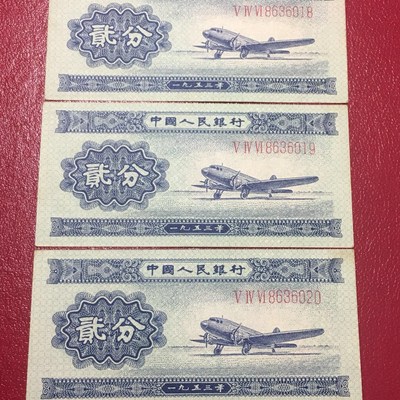 V IV VI 8636018
贰分
一九五三年
中國人民銀行
V IV VI 8636019
贰分
一九五三年
中國人民銀行
V IV VI 8636020
贰分
一九五三年